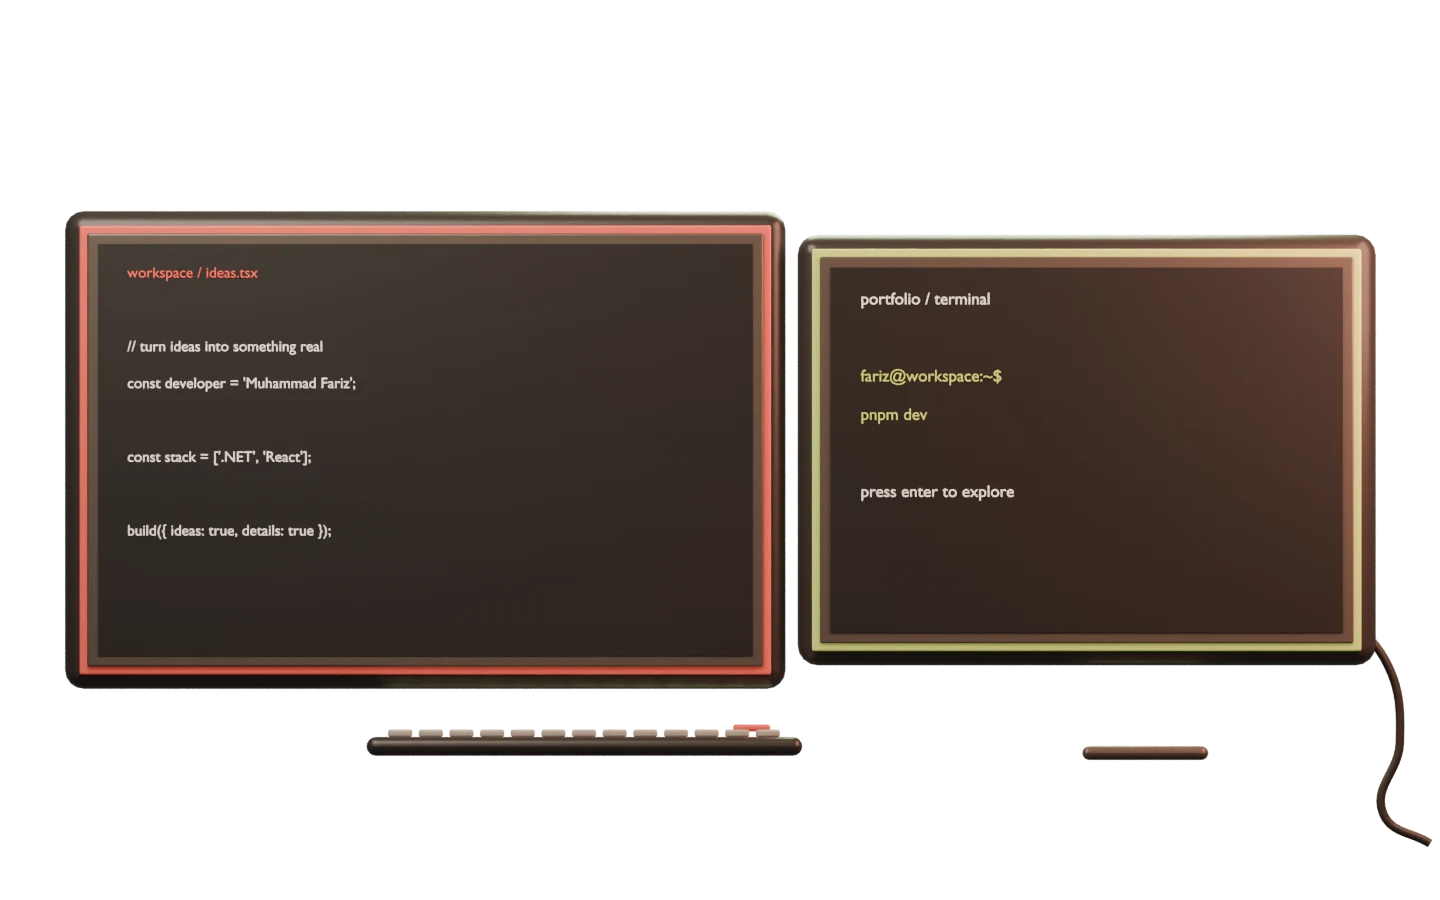 workspace / ideas.tsx
// turn ideas into something real
const developer = 'Muhammad Fariz';
const stack = ['.NET', 'React'];
build({ ideas: true, details: true });
portfolio / terminal
fariz@workspace:~$
pnpm dev
press enter to explore